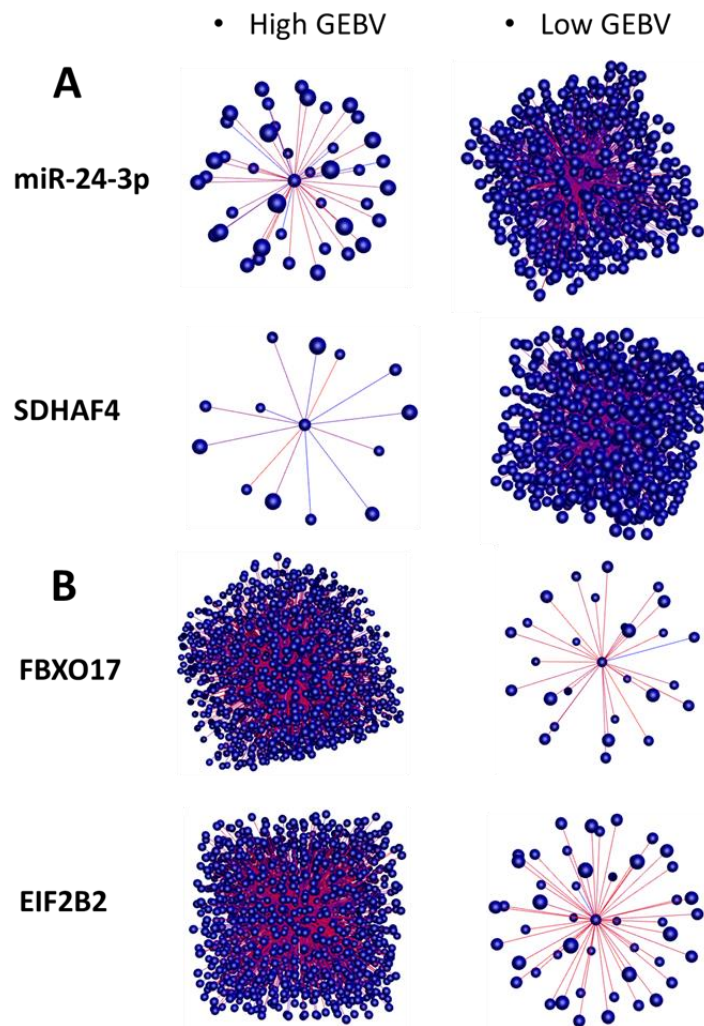 • High GEBV
• Low GEBV
A
miR-24-3p
SDHAF4
B
FBXO17
EIF2B2